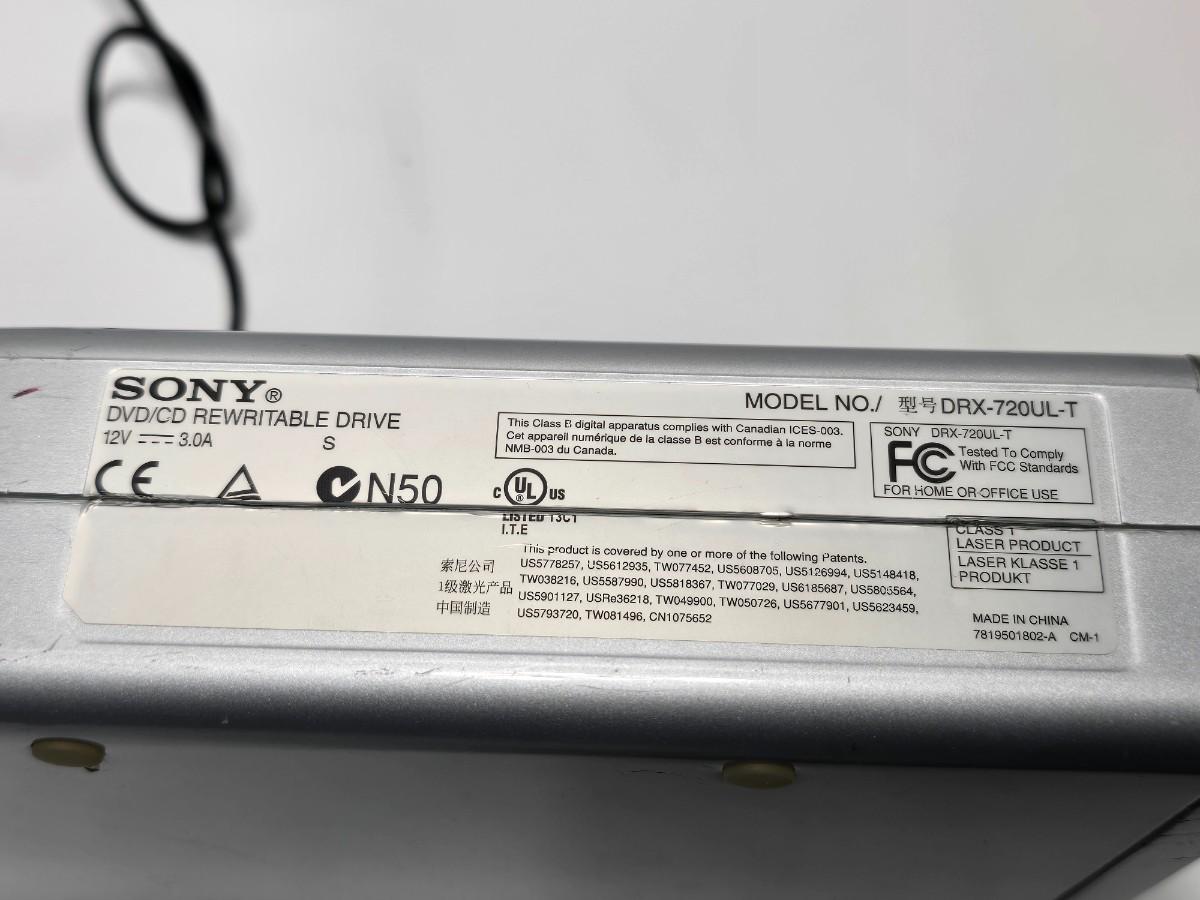 SONY®
DVD/CD REWRITABLE DRIVE
12V 3.0A
S
CE
N50
c UL® US
LISTED 13C1
I.T.E
This Class B digital apparatus complies with Canadian ICES-003.
Cet appareil numérique de la classe B est conforme à la norme
NMB-003 du Canada.
MODEL NO./ 型号 DRX-720UL-T
SONY DRX-720UL-T
FC Tested To Comply
With FCC Standards
FOR HOME OR OFFICE USE
索尼公司
1级激光产品
中国制造
This product is covered by one or more of the following Patents.
US5778257, US5612935, TW077452, US5608705, US5126994, US5148418,
TW038216, US5587990, US5818367, TW077029, US6185687, US5805564,
US5901127, USRe36218, TW049900, TW050726, US5677901, US5623459,
US5793720, TW081496, CN1075652
CLASS 1
LASER PRODUCT
LASER KLASSE 1
PRODUKT
MADE IN CHINA
7819501802-A CM-1